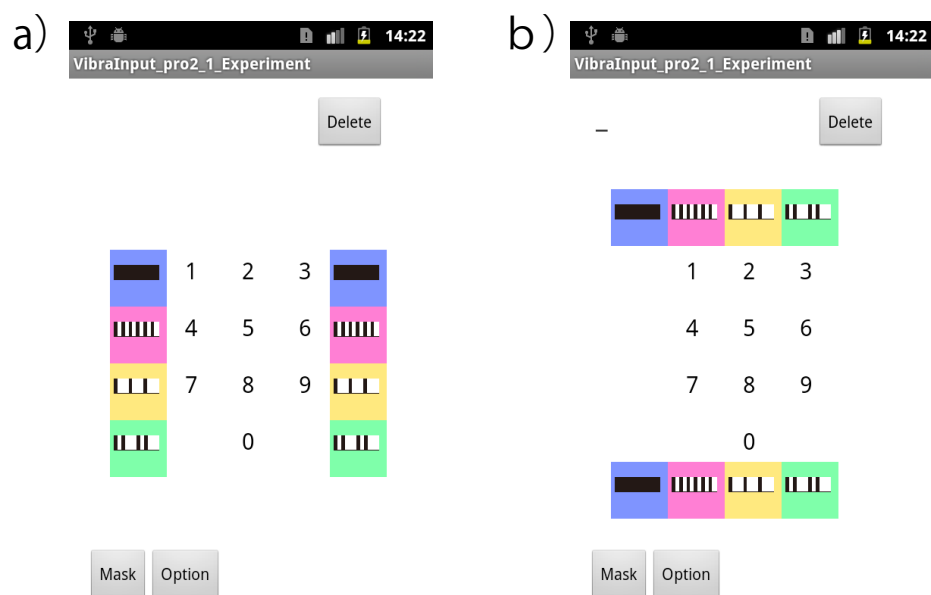 a)
14:22
VibraInput_pro2_1_Experiment
Delete
1 2 3
4 5 6
7 8 9
0
Mask Option
b)
14:22
VibraInput_pro2_1_Experiment
_ Delete
1 2 3
4 5 6
7 8 9
0
Mask Option